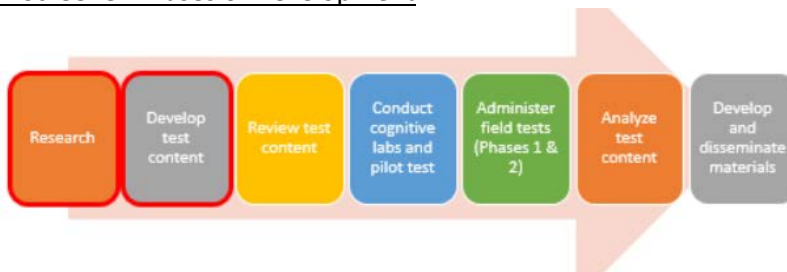 Research
Develop
test
content
Review test
content
Conduct
cognitive
labs and
pilot test
Administer
field tests
(Phases 1 &
2)
Analyze
test
content
Develop
and
disseminate
materials